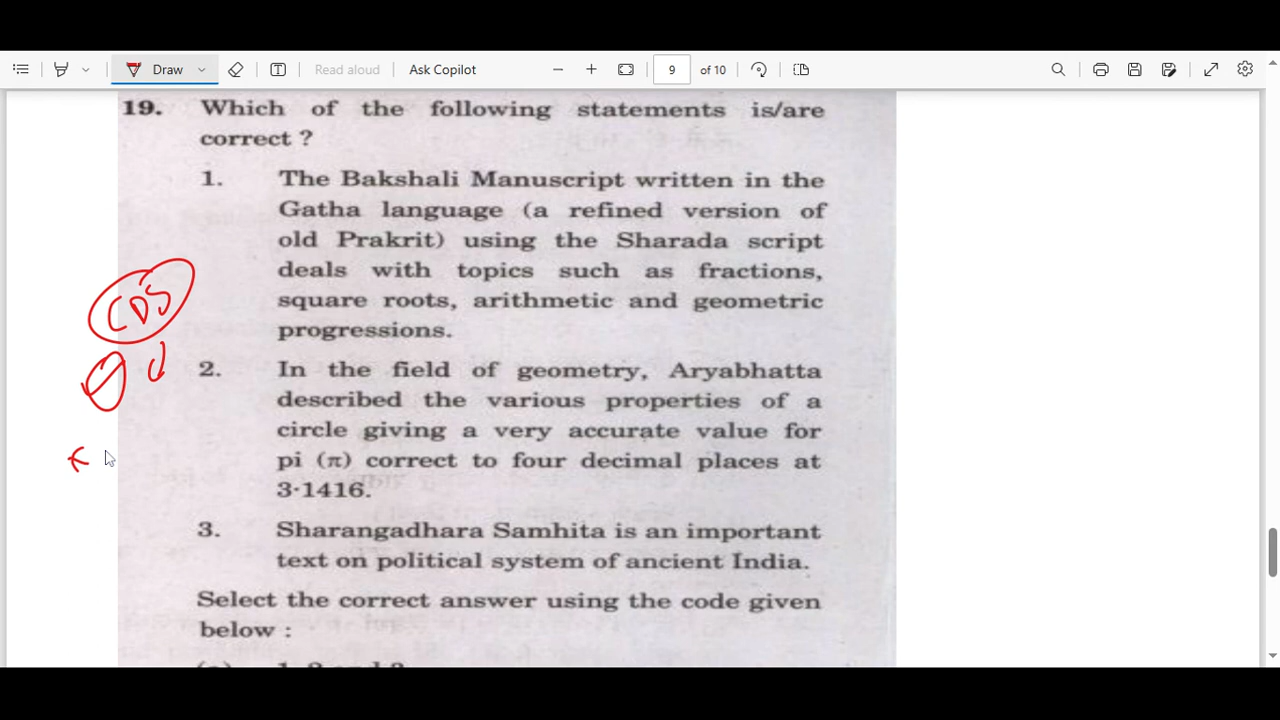 Draw
Read aloud
Ask Copilot
9
of 10
19. Which of the following statements is/are
correct ?
1. The Bakshali Manuscript written in the
Gatha language (a refined version of
old Prakrit) using the Sharada script
deals with topics such as fractions,
square roots, arithmetic and geometric
progressions.
CDS
2. In the field of geometry, Aryabhatta
described the various properties of a
circle giving a very accurate value for
pi (π) correct to four decimal places at
3·1416.
3. Sharangadhara Samhita is an important
text on political system of ancient India.
Select the correct answer using the code given
below :